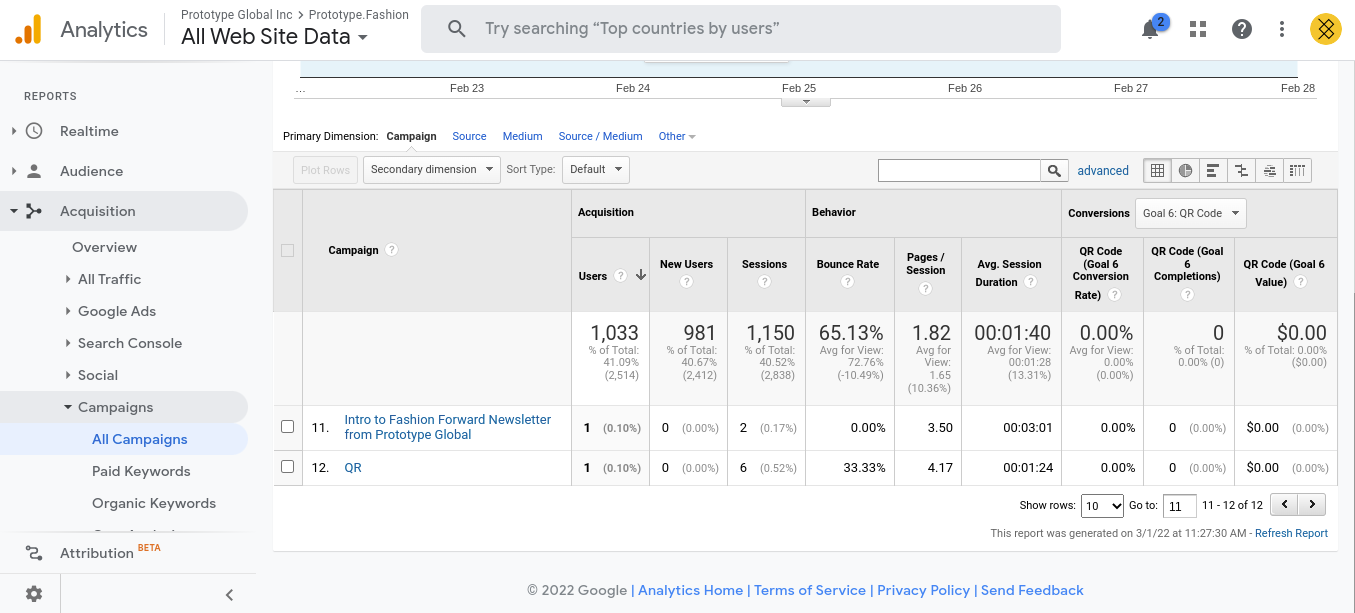 Analytics
Prototype Global Inc > Prototype.Fashion
All Web Site Data
Try searching “Top countries by users”
2
REPORTS
Realtime
Audience
Acquisition
Overview
All Traffic
Google Ads
Search Console
Social
Campaigns
All Campaigns
Paid Keywords
Organic Keywords
Attribution BETA
... Feb 23 Feb 24 Feb 25 Feb 26 Feb 27 Feb 28
Primary Dimension: Campaign Source Medium Source / Medium Other
Plot Rows Secondary dimension Sort Type: Default advanced
Campaign ?
Acquisition
Behavior
Conversions Goal 6: QR Code
Users ?
New Users ?
Sessions ?
Bounce Rate ?
Pages / Session ?
Avg. Session Duration ?
QR Code (Goal 6 Conversion Rate) ?
QR Code (Goal 6 Completions) ?
QR Code (Goal 6 Value) ?
1,033 % of Total: 41.09% (2,514)
981 % of Total: 40.67% (2,412)
1,150 % of Total: 40.52% (2,838)
65.13% Avg for View: 72.76% (-10.49%)
1.82 Avg for View: 1.65 (10.36%)
00:01:40 Avg for View: 00:01:28 (13.31%)
0.00% Avg for View: 0.00% (0.00%)
0 % of Total: 0.00% (0)
$0.00 % of Total: 0.00% ($0.00)
11. Intro to Fashion Forward Newsletter from Prototype Global 1 (0.10%) 0 (0.00%) 2 (0.17%) 0.00% 3.50 00:03:01 0.00% 0 (0.00%) $0.00 (0.00%)
12. QR 1 (0.10%) 0 (0.00%) 6 (0.52%) 33.33% 4.17 00:01:24 0.00% 0 (0.00%) $0.00 (0.00%)
Show rows: 10 Go to: 11 11 - 12 of 12
This report was generated on 3/1/22 at 11:27:30 AM - Refresh Report
© 2022 Google | Analytics Home | Terms of Service | Privacy Policy | Send Feedback